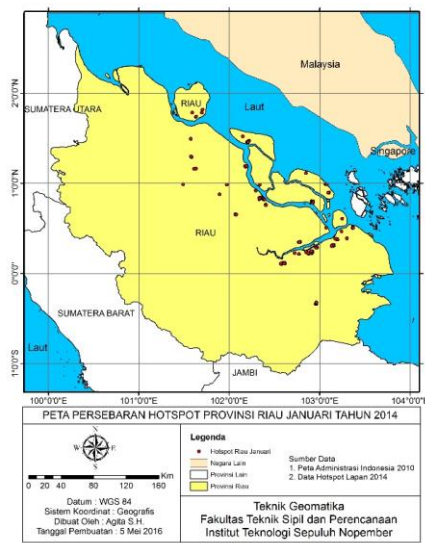 Malaysia
2°0'0"N
SUMATERA UTARA
RIAU
Laut
Singapore
1°0'0"N
RIAU
0°0'0"
SUMATERA BARAT
Laut
JAMBI
1°0'0"S
100°0'0"E 101°0'0"E 102°0'0"E 103°0'0"E 104°0'0"E
PETA PERSEBARAN HOTSPOT PROVINSI RIAU JANUARI TAHUN 2014
N
W E
S
0 20 40 80 120 160
Km
Datum : WGS 84
Sistem Koordinat : Geografis
Dibuat Oleh : Agita S.H.
Tanggal Pembuatan : 5 Mei 2016
Legenda
Hotspot Riau Januari
Negara Lain
Provinsi Lain
Provinsi Riau
Sumber Data
1. Peta Administrasi Indonesia 2010
2. Data Hotspot Lapan 2014
Teknik Geomatika
Fakultas Teknik Sipil dan Perencanaan
Institut Teknologi Sepuluh Nopember